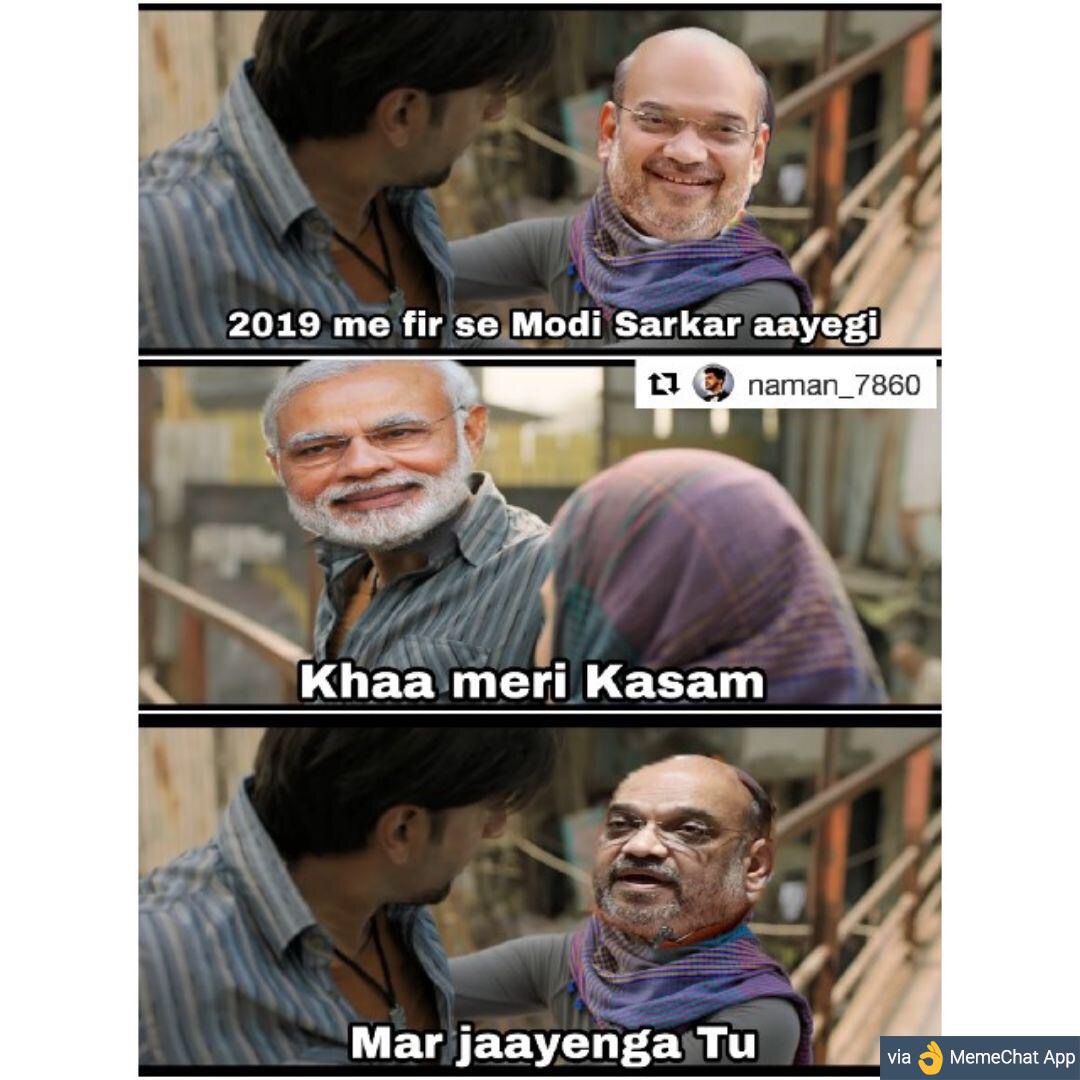 2019 me fir se Modi Sarkar aayegi
naman_7860
Khaa meri Kasam
Mar jaayenga Tu
via MemeChat App